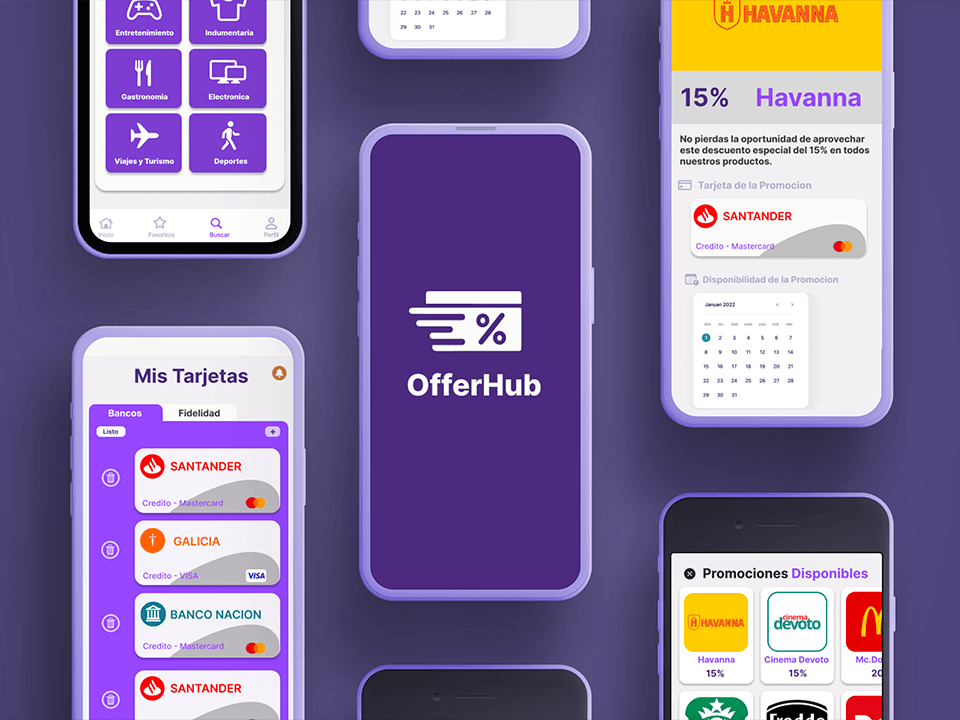 Entretenimiento
Indumentaria
Gastronomia
Electronica
Viajes y Turismo
Deportes
Inicio
Favoritos
Buscar
Perfil
22 23 24 25 26 27 28
29 30 31
HAVANNA
15% Havanna
No pierdas la oportunidad de aprovechar
este descuento especial del 15% en todos
nuestros productos.
Tarjeta de la Promocion
SANTANDER
Credito - Mastercard
Disponibilidad de la Promocion
Januari 2022
1 2 3 4 5 6 7
8 9 10 11 12 13 14
15 16 17 18 19 20 21
22 23 24 25 26 27 28
29 30 31
%
OfferHub
Mis Tarjetas
Bancos
Fidelidad
Listo
+
SANTANDER
Credito - Mastercard
GALICIA
Credito - VISA
VISA
BANCO NACION
Credito - Mastercard
SANTANDER
Promociones Disponibles
HAVANNA
Havanna
15%
cinema
devoto
Cinema Devoto
15%
Mc.Do
20
Freddo